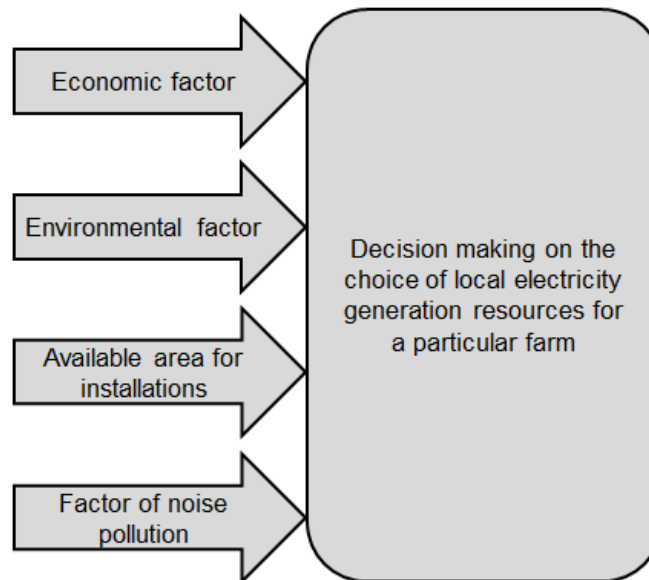 Economic factor
Environmental factor
Available area for
installations
Factor of noise
pollution
Decision making on the
choice of local electricity
generation resources for
a particular farm